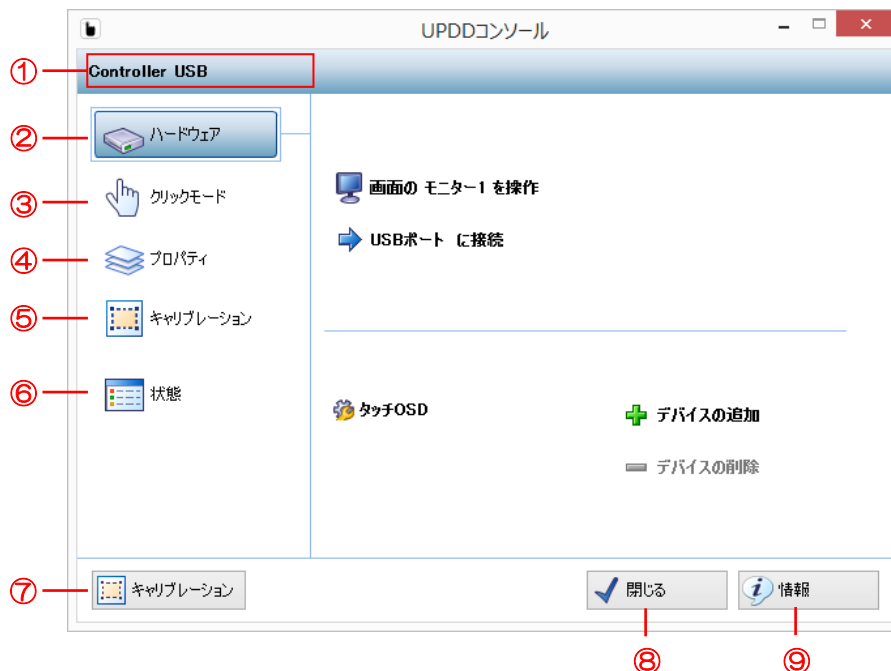 UPDDコンソール
① Controller USB
② ハードウェア
③ クリックモード
④ プロパティ
⑤ キャリブレーション
⑥ 状態
画面の モニター1 を操作
USBポート に接続
タッチOSD
デバイスの追加
デバイスの削除
⑦ キャリブレーション
閉じる
情報
⑧
⑨